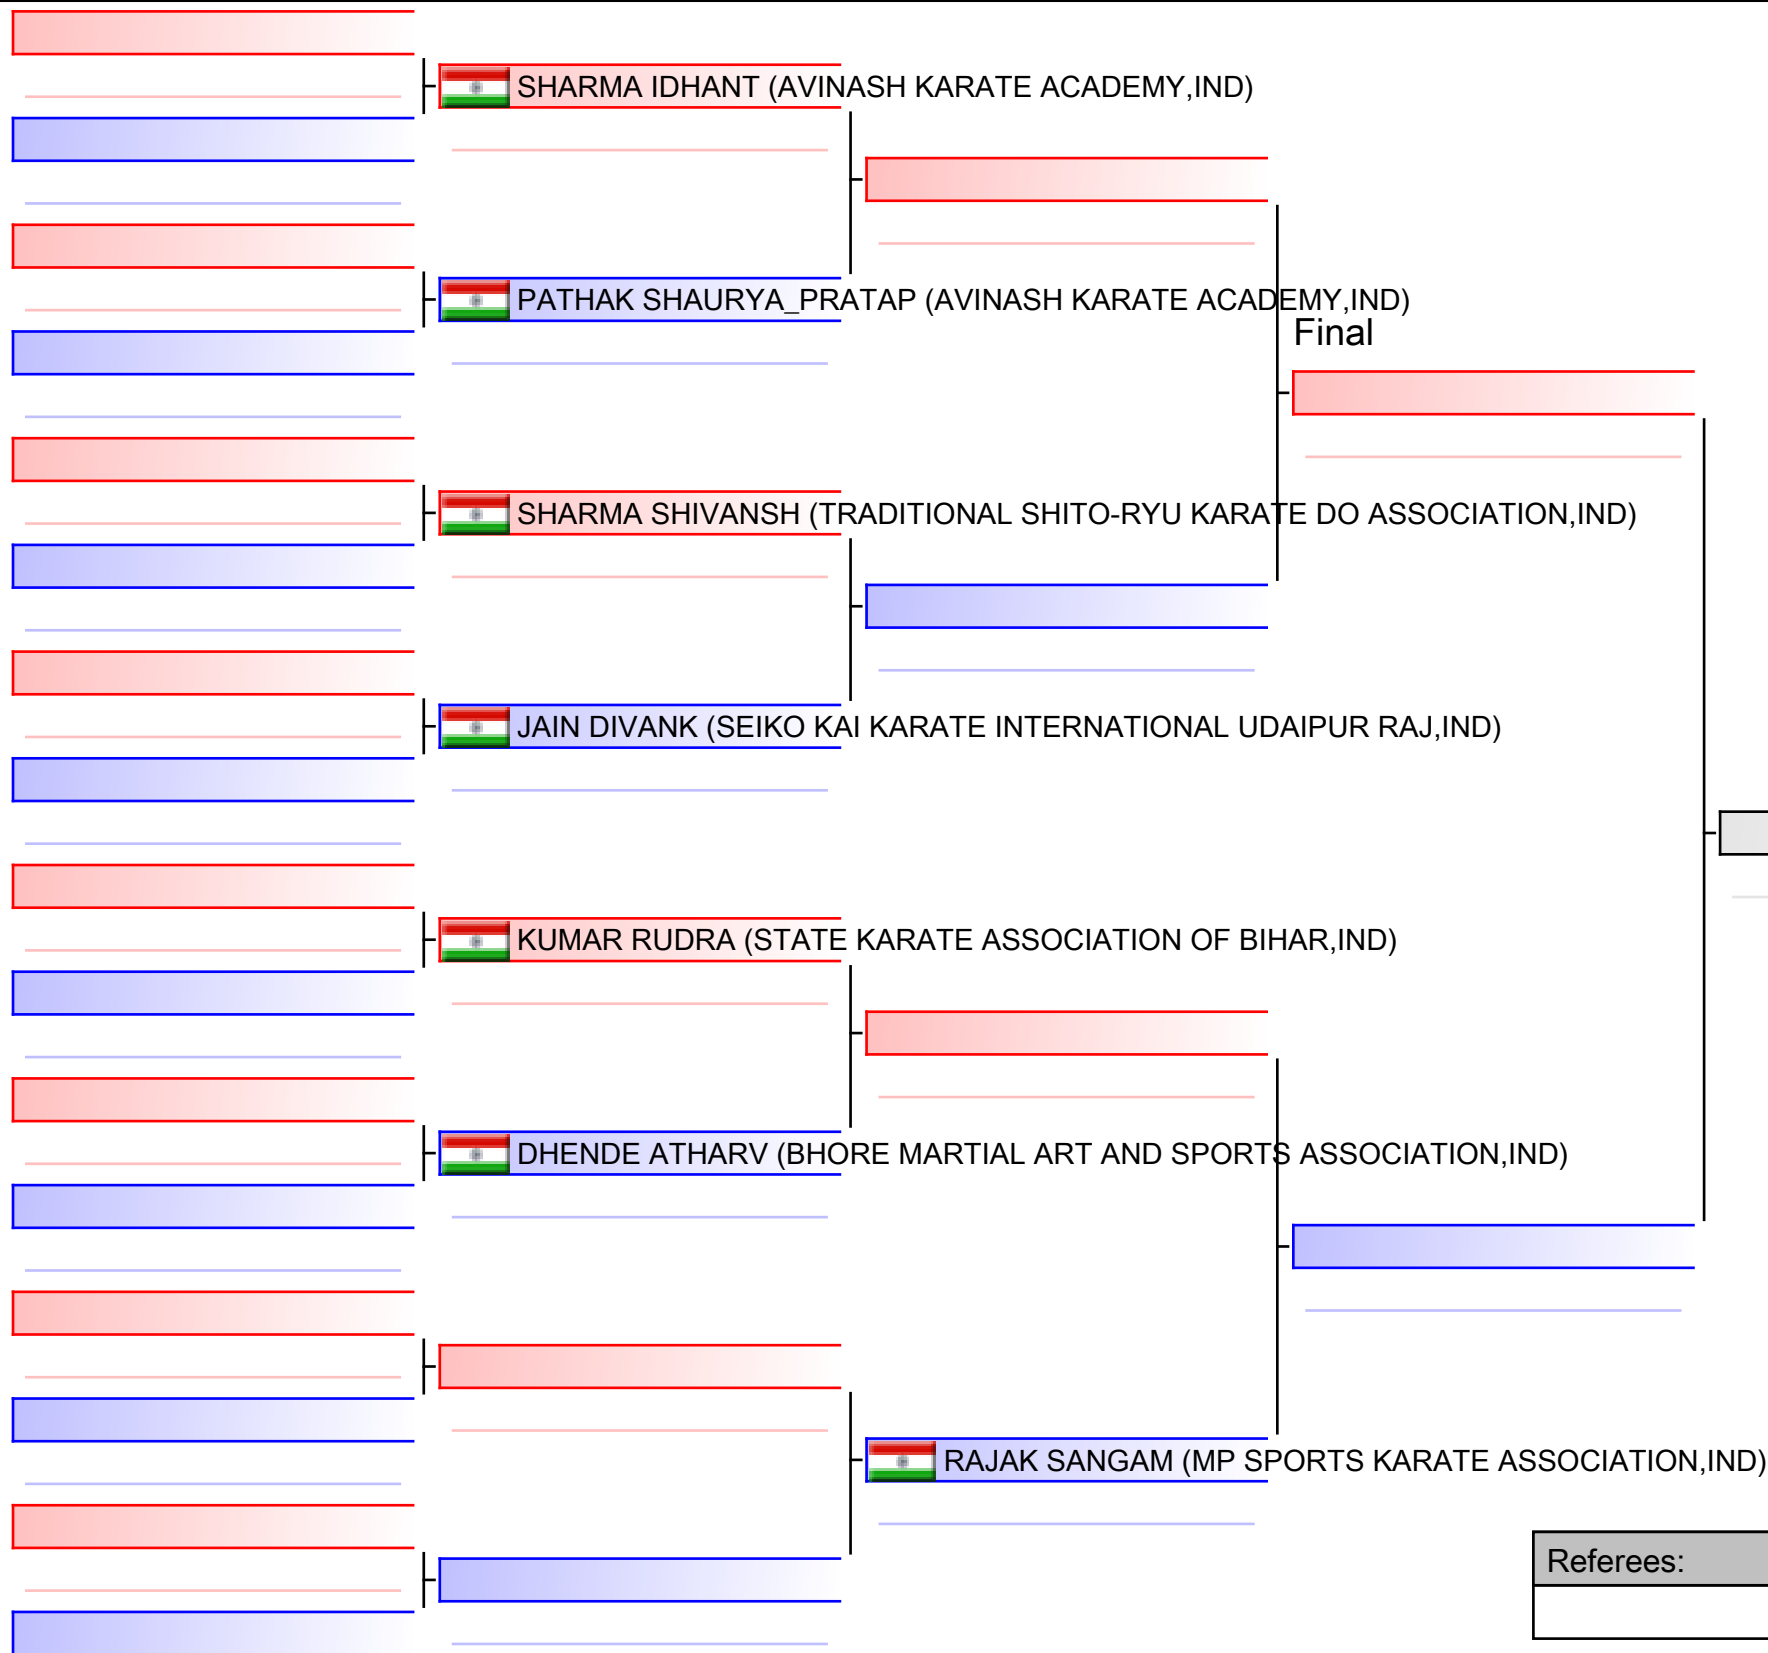 SHARMA IDHANT (AVINASH KARATE ACADEMY,IND)
PATHAK SHAURYA_PRATAP (AVINASH KARATE ACADEMY,IND)
Final
SHARMA SHIVANSH (TRADITIONAL SHITO-RYU KARATE DO ASSOCIATION,IND)
JAIN DIVANK (SEIKO KAI KARATE INTERNATIONAL UDAIPUR RAJ,IND)
KUMAR RUDRA (STATE KARATE ASSOCIATION OF BIHAR,IND)
DHENDE ATHARV (BHORE MARTIAL ART AND SPORTS ASSOCIATION,IND)
RAJAK SANGAM (MP SPORTS KARATE ASSOCIATION,IND)
Referees: